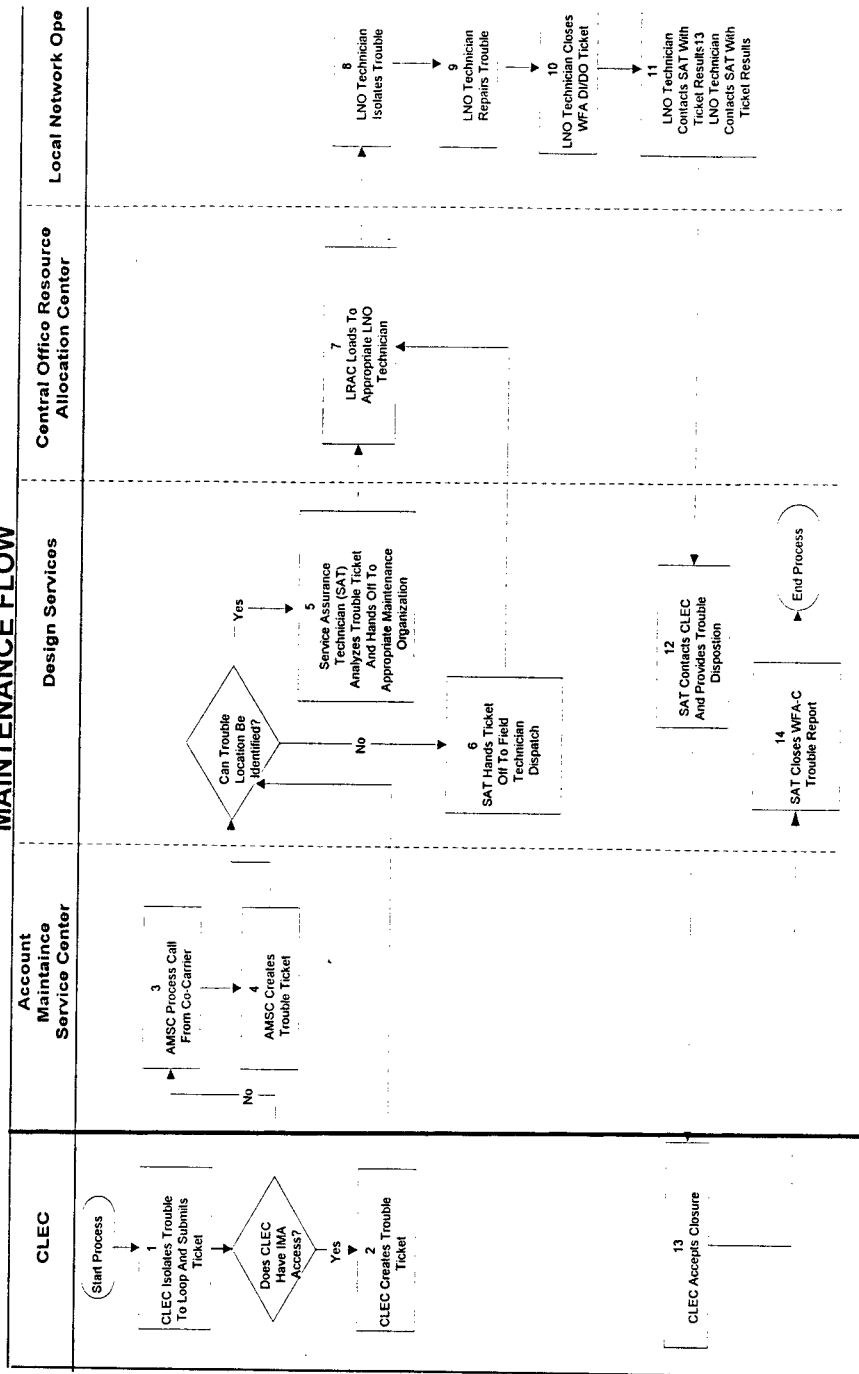 MAINTENANCE FLOW
CLEC
Account
Maintaince
Service Center
Design Services
Central Office Resource
Allocation Center
Local Network Ope
Start Process
1
CLEC Isolates Trouble
To Loop And Submits
Ticket
Does CLEC
Have IMA
Access?
Yes
No
2
CLEC Creates Trouble
Ticket
3
AMSC Process Call
From Co-Carrier
4
AMSC Creates
Trouble Ticket
Can Trouble
Location Be
Identified?
Yes
No
5
Service Assurance
Technician (SAT)
Analyzes Trouble Ticket
And Hands Off To
Appropriate Maintenance
Organization
6
SAT Hands Ticket
Off To Field
Technician
Dispatch
7
LRAC Loads To
Appropriate LNO
Technician
8
LNO Technician
Isolates Trouble
9
LNO Technician
Repairs Trouble
10
LNO Technician Closes
WFA DI/DO Ticket
11
LNO Technician
Contacts SAT With
Ticket Results13
LNO Technician
Contacts SAT With
Ticket Results
12
SAT Contacts CLEC
And Provides Trouble
Dispostion
13
CLEC Accepts Closure
14
SAT Closes WFA-C
Trouble Report
End Process